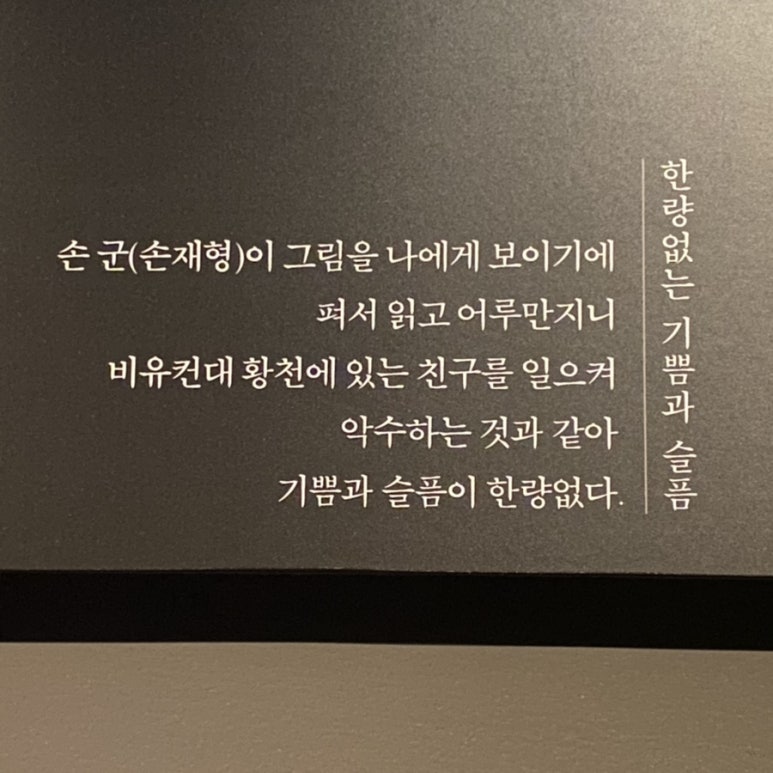 한량없는 기쁨과 슬픔
손 군(손재형)이 그림을 나에게 보이기에
펴서 읽고 어루만지니
비유컨대 황천에 있는 친구를 일으켜
악수하는 것과 같아
기쁨과 슬픔이 한량없다.